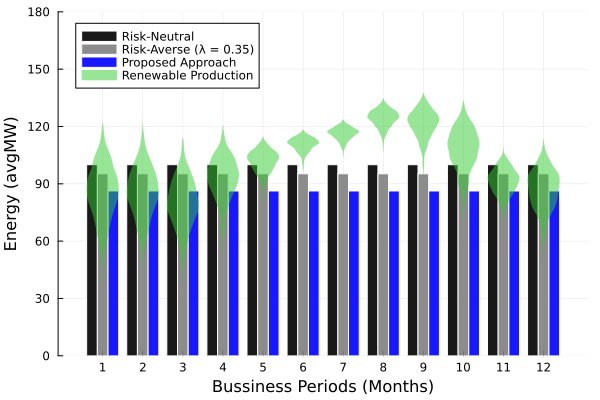 180
150
120
90
60
30
0
Energy (avgMW)
Risk-Neutral
Risk-Averse (λ = 0.35)
Proposed Approach
Renewable Production
1 2 3 4 5 6 7 8 9 10 11 12
Bussiness Periods (Months)